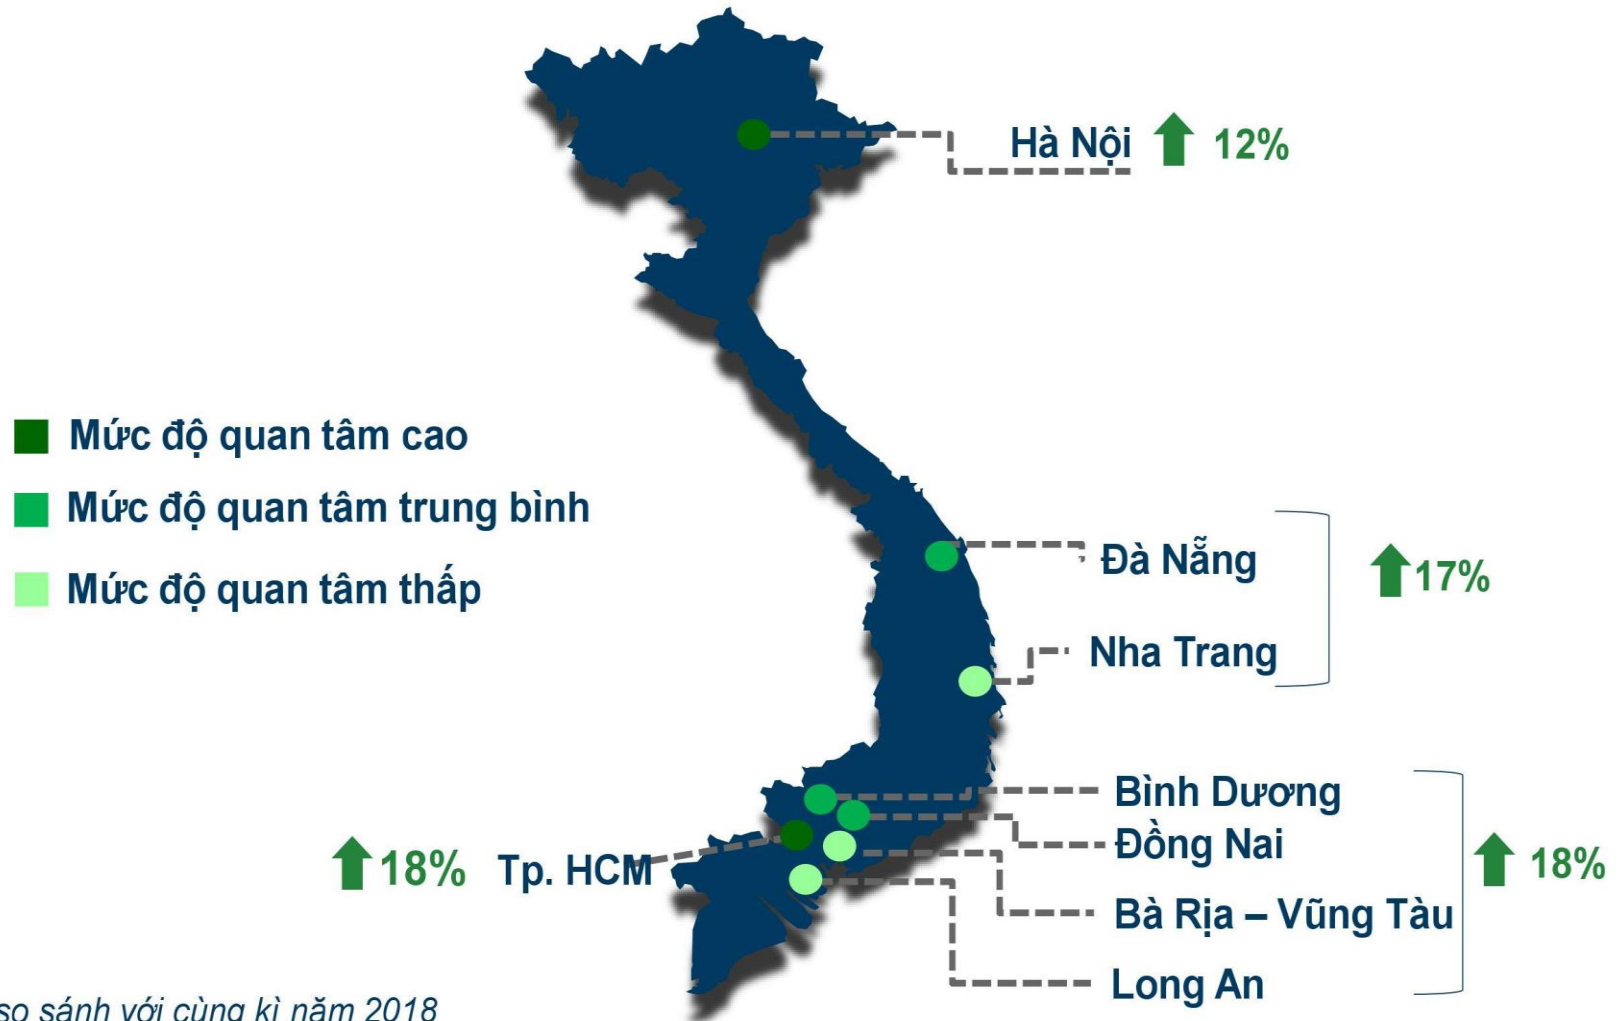 Hà Nội 12%
Mức độ quan tâm cao
Mức độ quan tâm trung bình
Mức độ quan tâm thấp
Đà Nẵng
17%
Nha Trang
Bình Dương
Đồng Nai
18%
18% Tp. HCM
Bà Rịa – Vũng Tàu
Long An
so sánh với cùng kì năm 2018